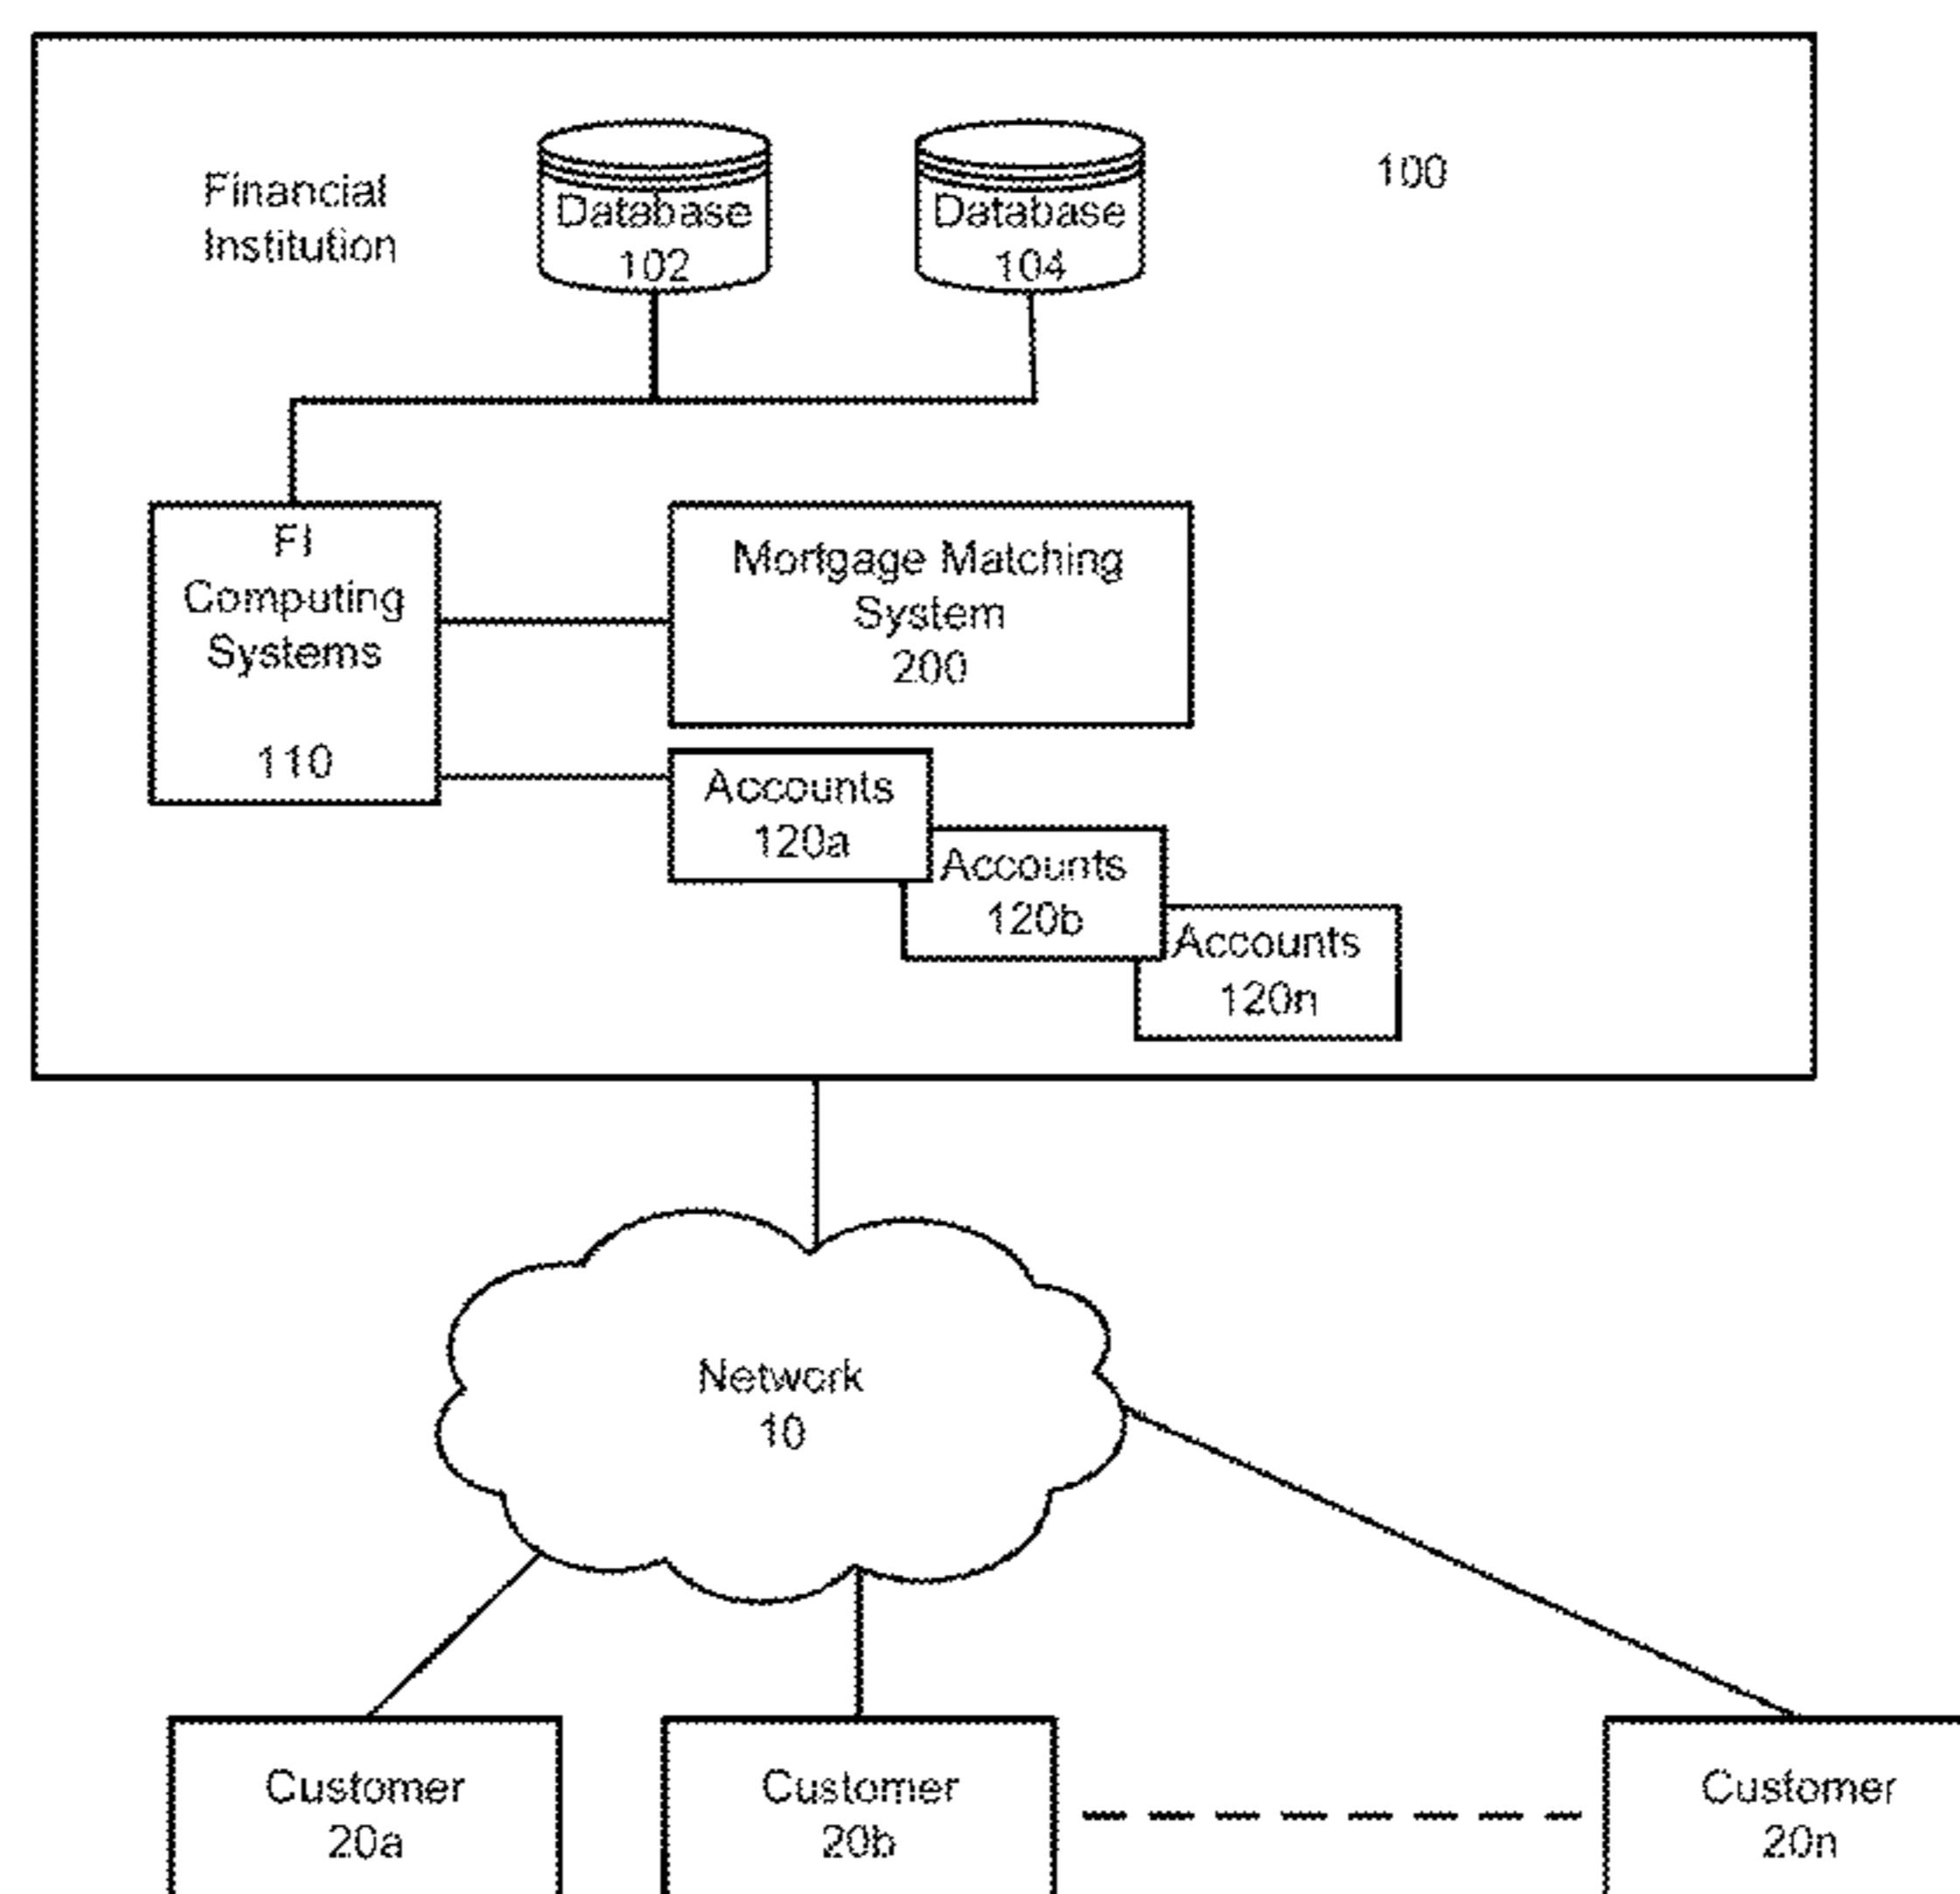 Financial
Institution
Database
102
Database
104
100
FI
Computing
Systems
110
Mortgage Matching
System
200
Accounts
120a
Accounts
120b
Accounts
120n
Network
10
Customer
20a
Customer
20b
Customer
20n